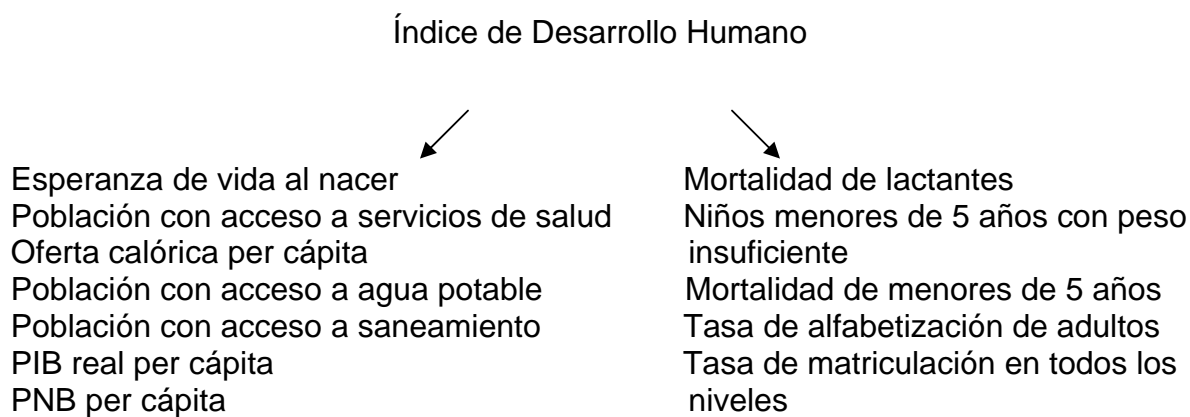 Índice de Desarrollo Humano
Esperanza de vida al nacer
Población con acceso a servicios de salud
Oferta calórica per cápita
Población con acceso a agua potable
Población con acceso a saneamiento
PIB real per cápita
PNB per cápita
Mortalidad de lactantes
Niños menores de 5 años con peso
insuficiente
Mortalidad de menores de 5 años
Tasa de alfabetización de adultos
Tasa de matriculación en todos los
niveles